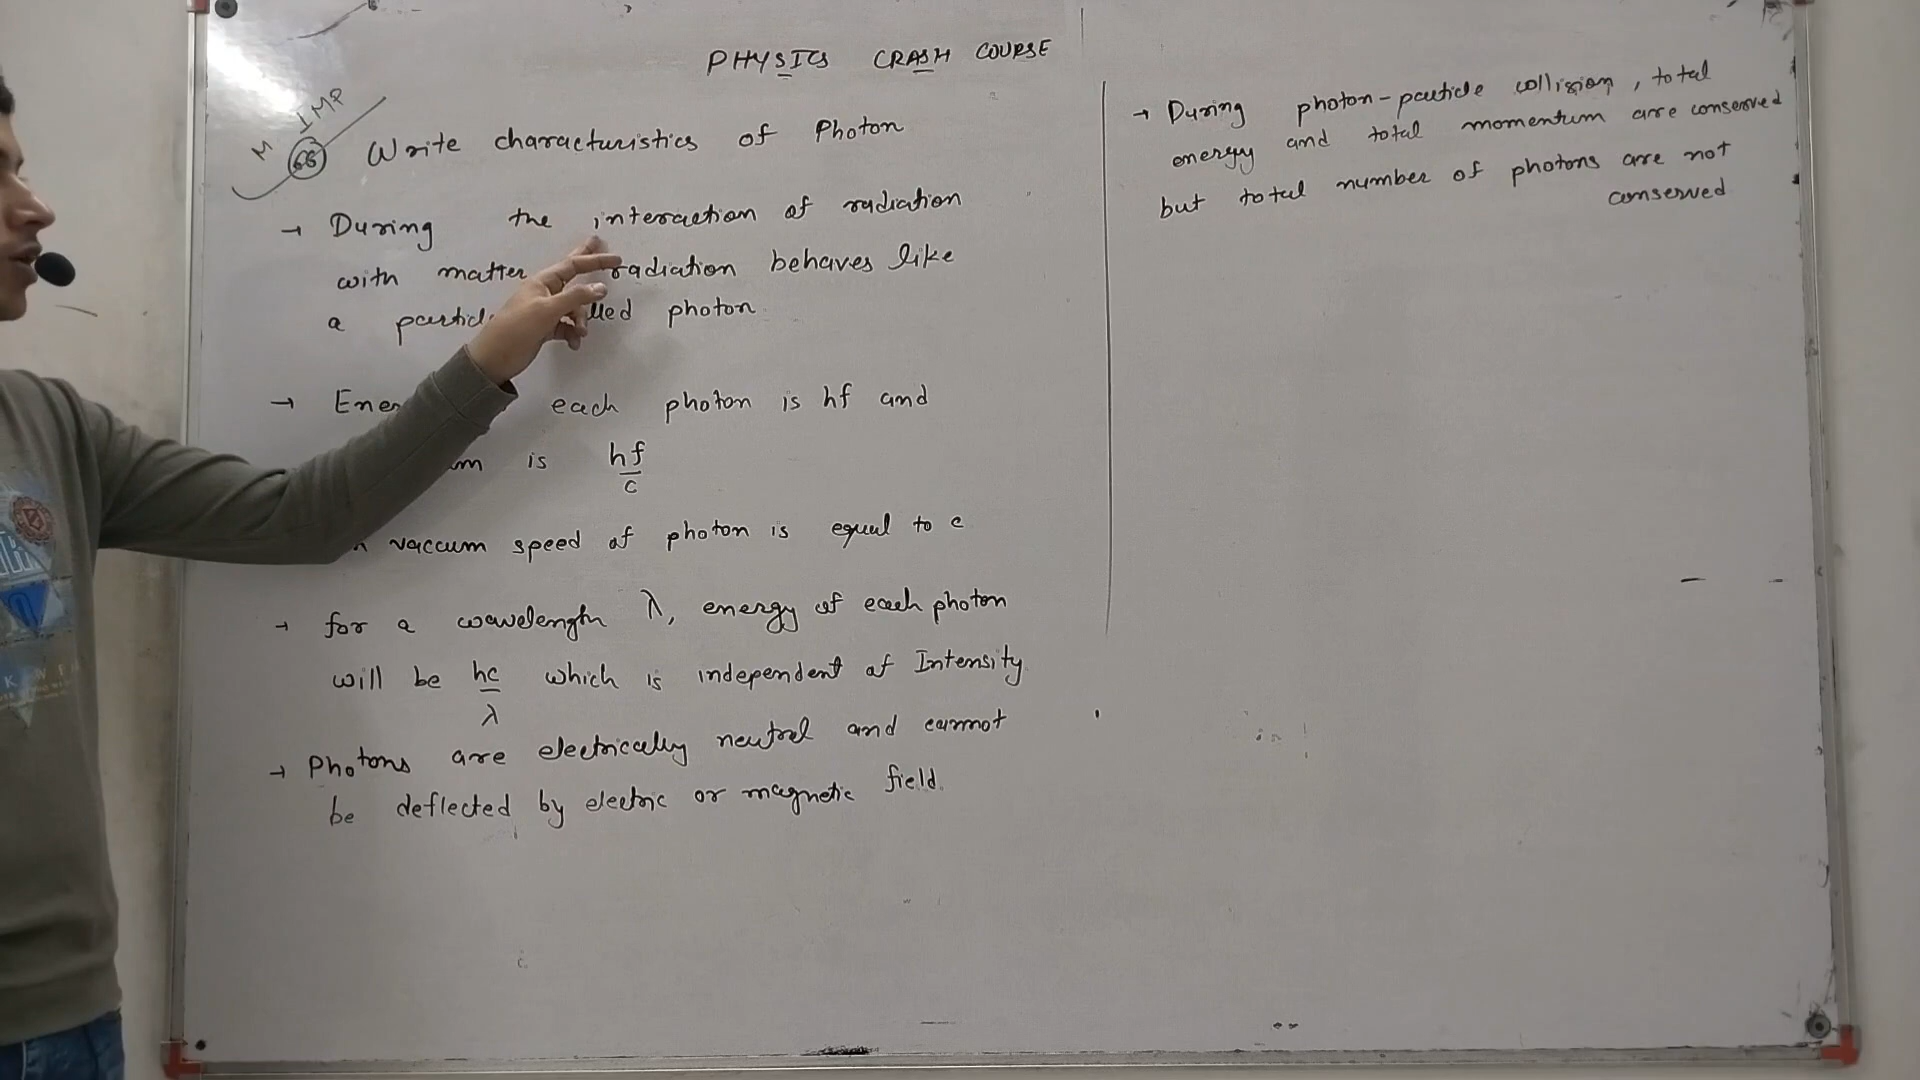 PHYSICS CRASH COURSE
M IMP
66 Write characteristics of Photon
→ During the interaction of radiation
with matter radiation behaves like
a particle called photon
→ Energy each photon is hf and
is hf/c
vaccum speed of photon is equal to c
→ for a wavelength λ, energy of each photon
will be hc/λ which is independent of Intensity
→ Photons are electrically neutral and cannot
be deflected by electric or magnetic field.
→ During photon-particle collision, total
energy and total momentum are conserved
but total number of photons are not
conserved